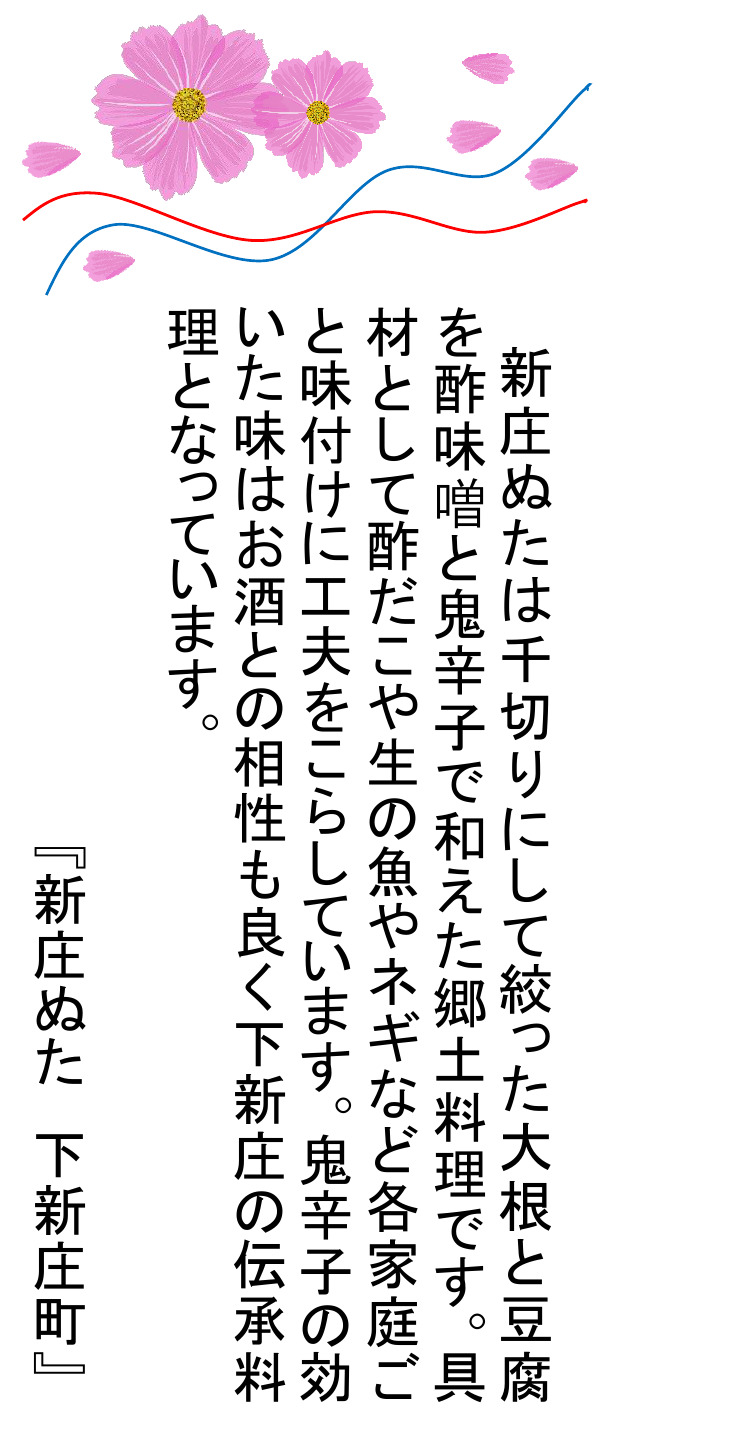 新庄ぬたは千切りにして絞った大根と豆腐
を酢味噌と鬼辛子で和えた郷土料理です。具
材として酢だこや生の魚やネギなど各家庭ご
と味付けに工夫をこらしています。鬼辛子の効
いた味はお酒との相性も良く下新庄の伝承料
理となっています。
『新庄ぬた　下新庄町』